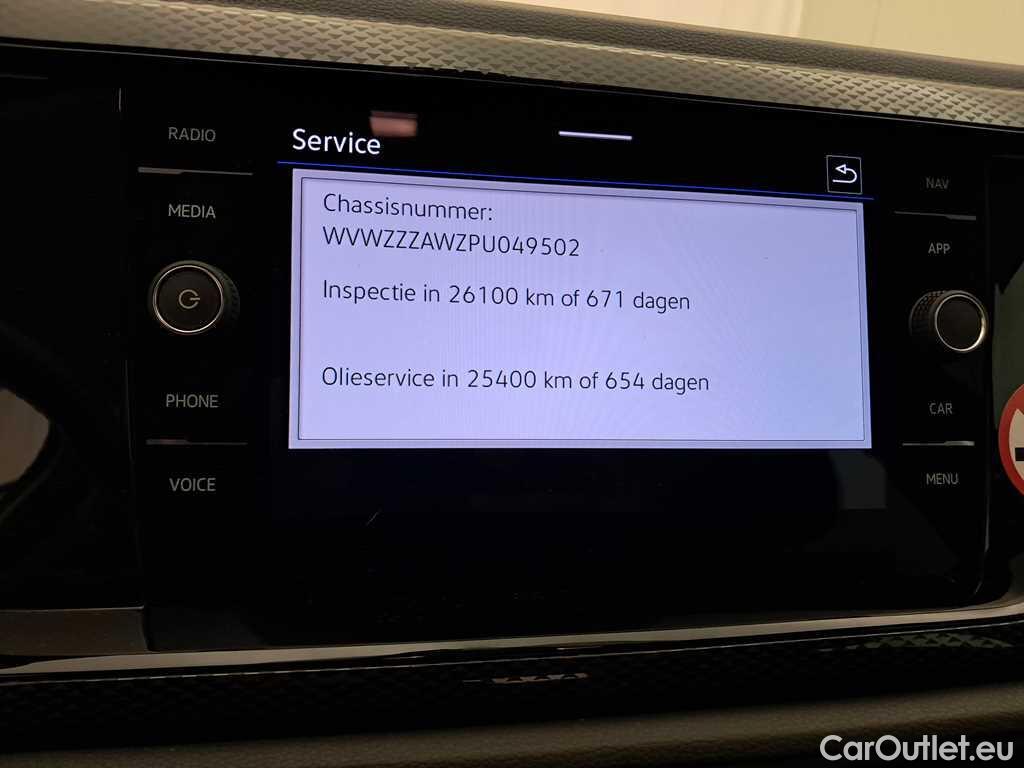 RADIO
Service
MEDIA
NAV
Chassisnummer:
WVWZZZAWZPU049502
APP
Inspectie in 26100 km of 671 dagen
Olieservice in 25400 km of 654 dagen
PHONE
CAR
VOICE
MENU
CarOutlet.eu